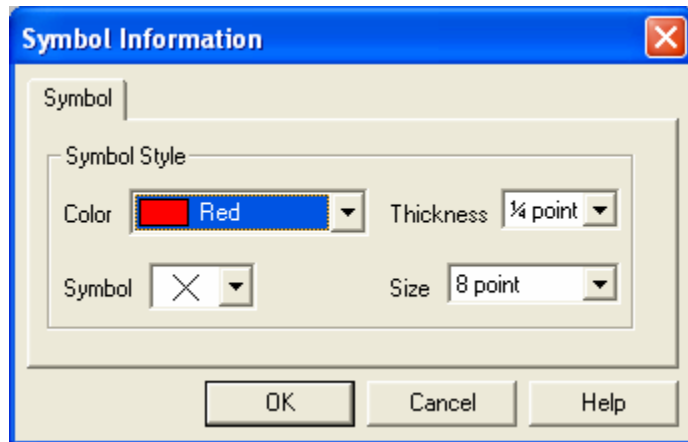 Symbol Information
Symbol
Symbol Style
Color Red Thickness ¼ point
Symbol Size 8 point
OK Cancel Help